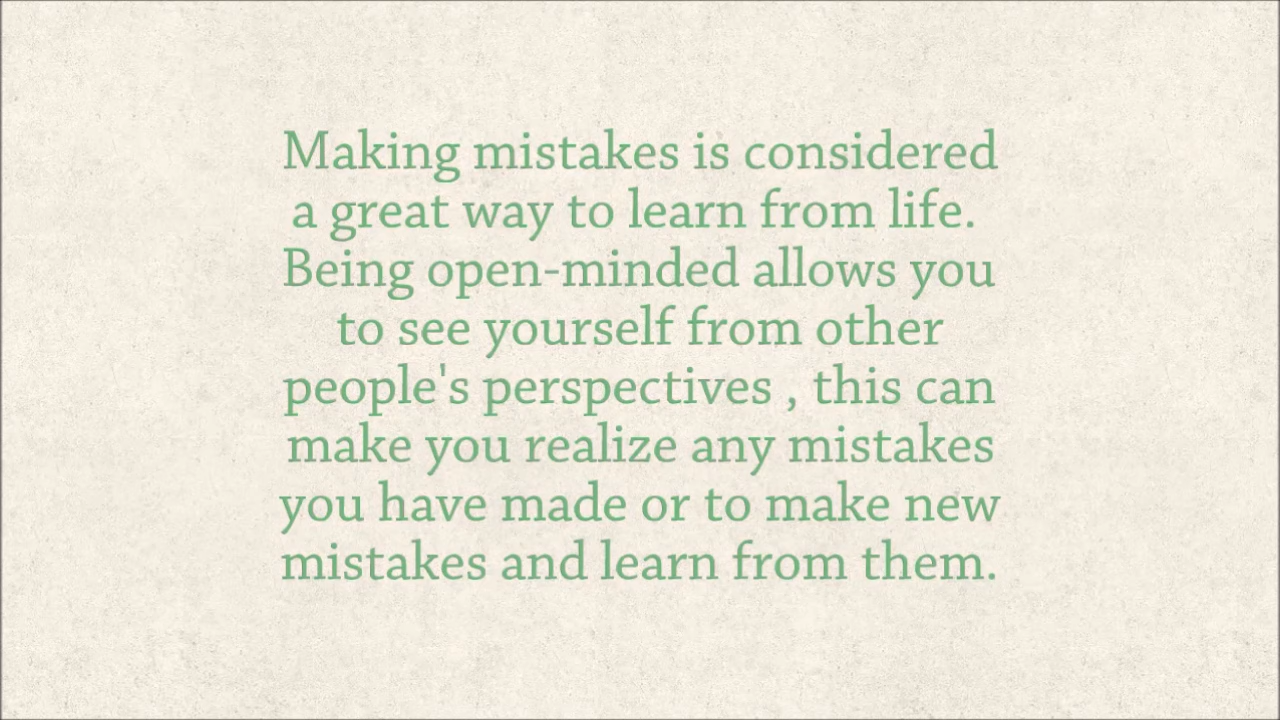 Making mistakes is considered
a great way to learn from life.
Being open-minded allows you
to see yourself from other
people's perspectives , this can
make you realize any mistakes
you have made or to make new
mistakes and learn from them.